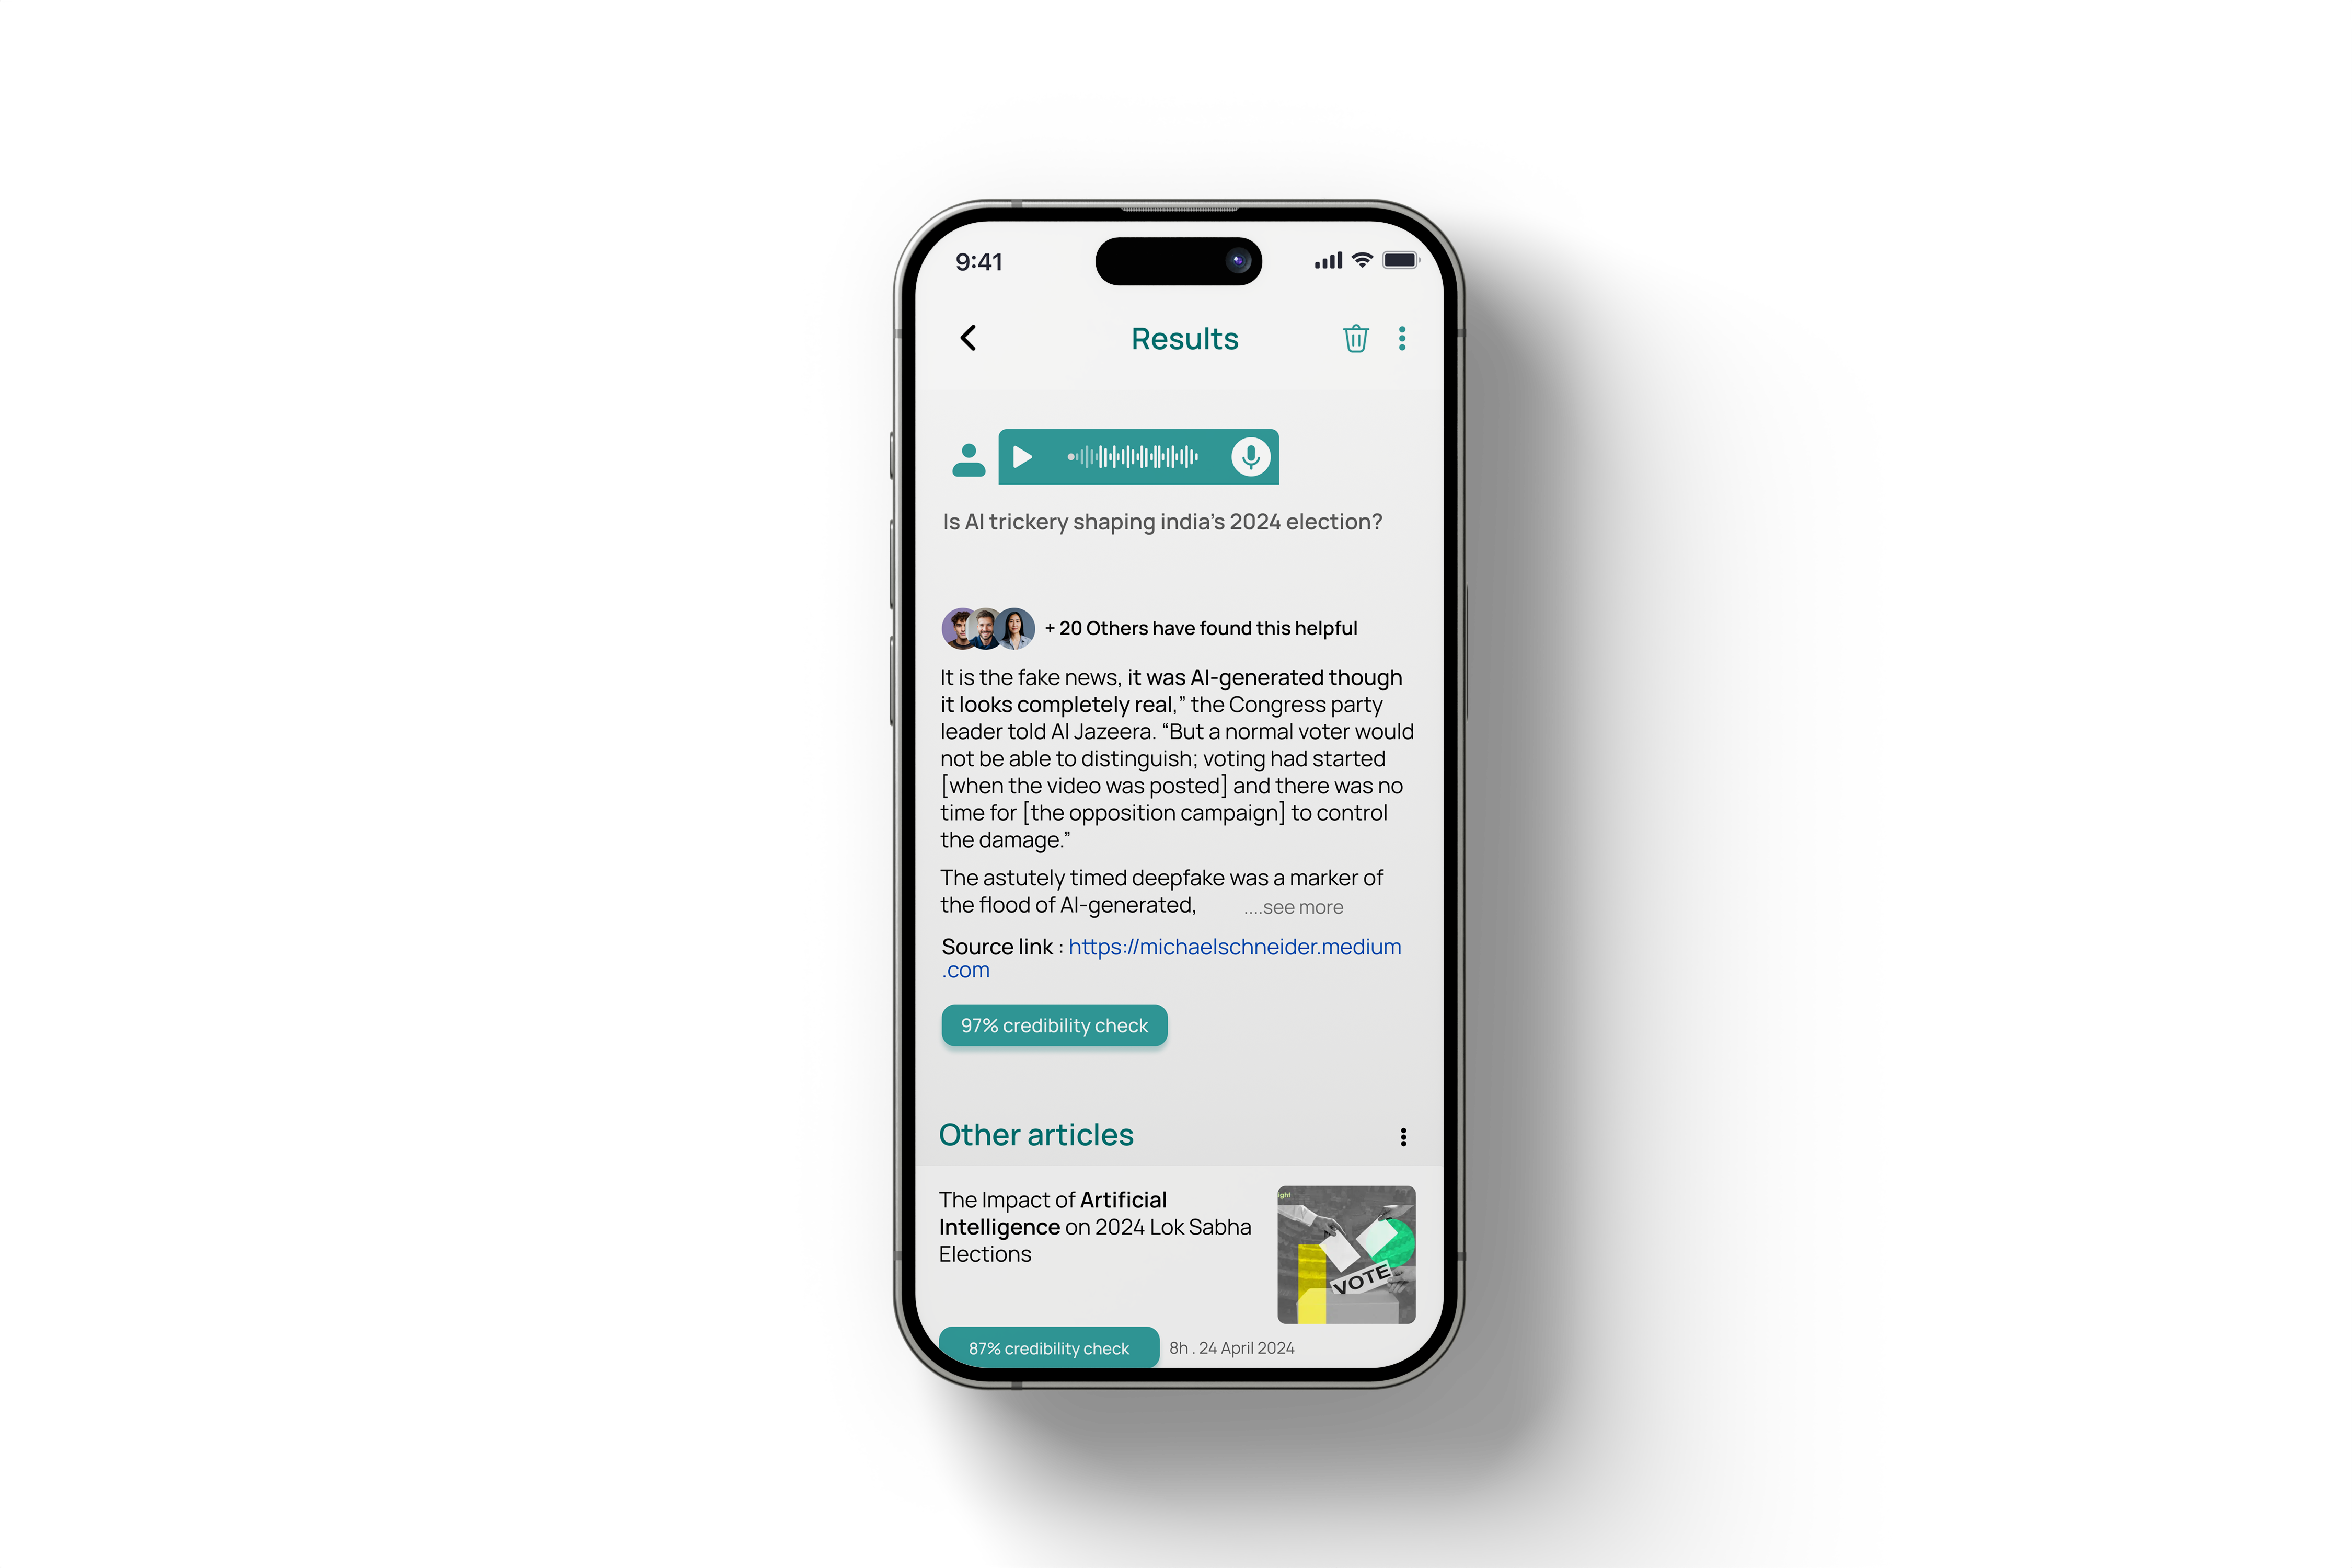 9:41
Results
Is AI trickery shaping india's 2024 election?
+ 20 Others have found this helpful
It is the fake news, it was AI-generated though
it looks completely real,” the Congress party
leader told Al Jazeera. “But a normal voter would
not be able to distinguish; voting had started
[when the video was posted] and there was no
time for [the opposition campaign] to control
the damage.”
The astutely timed deepfake was a marker of
the flood of AI-generated, ....see more
Source link : https://michaelschneider.medium
.com
97% credibility check
Other articles
The Impact of Artificial
Intelligence on 2024 Lok Sabha
Elections
ight
VOTE
87% credibility check 8h . 24 April 2024